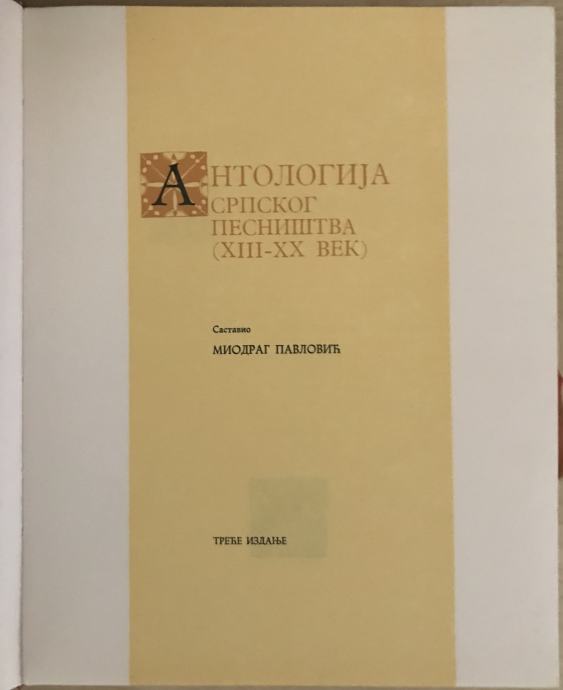 АНТОЛОГИЈА
СРПСКОГ
ПЕСНИШТВА
(XIII-XX ВЕК)
Саставио
МИОДРАГ ПАВЛОВИЋ
ТРЕЋЕ ИЗДАЊЕ